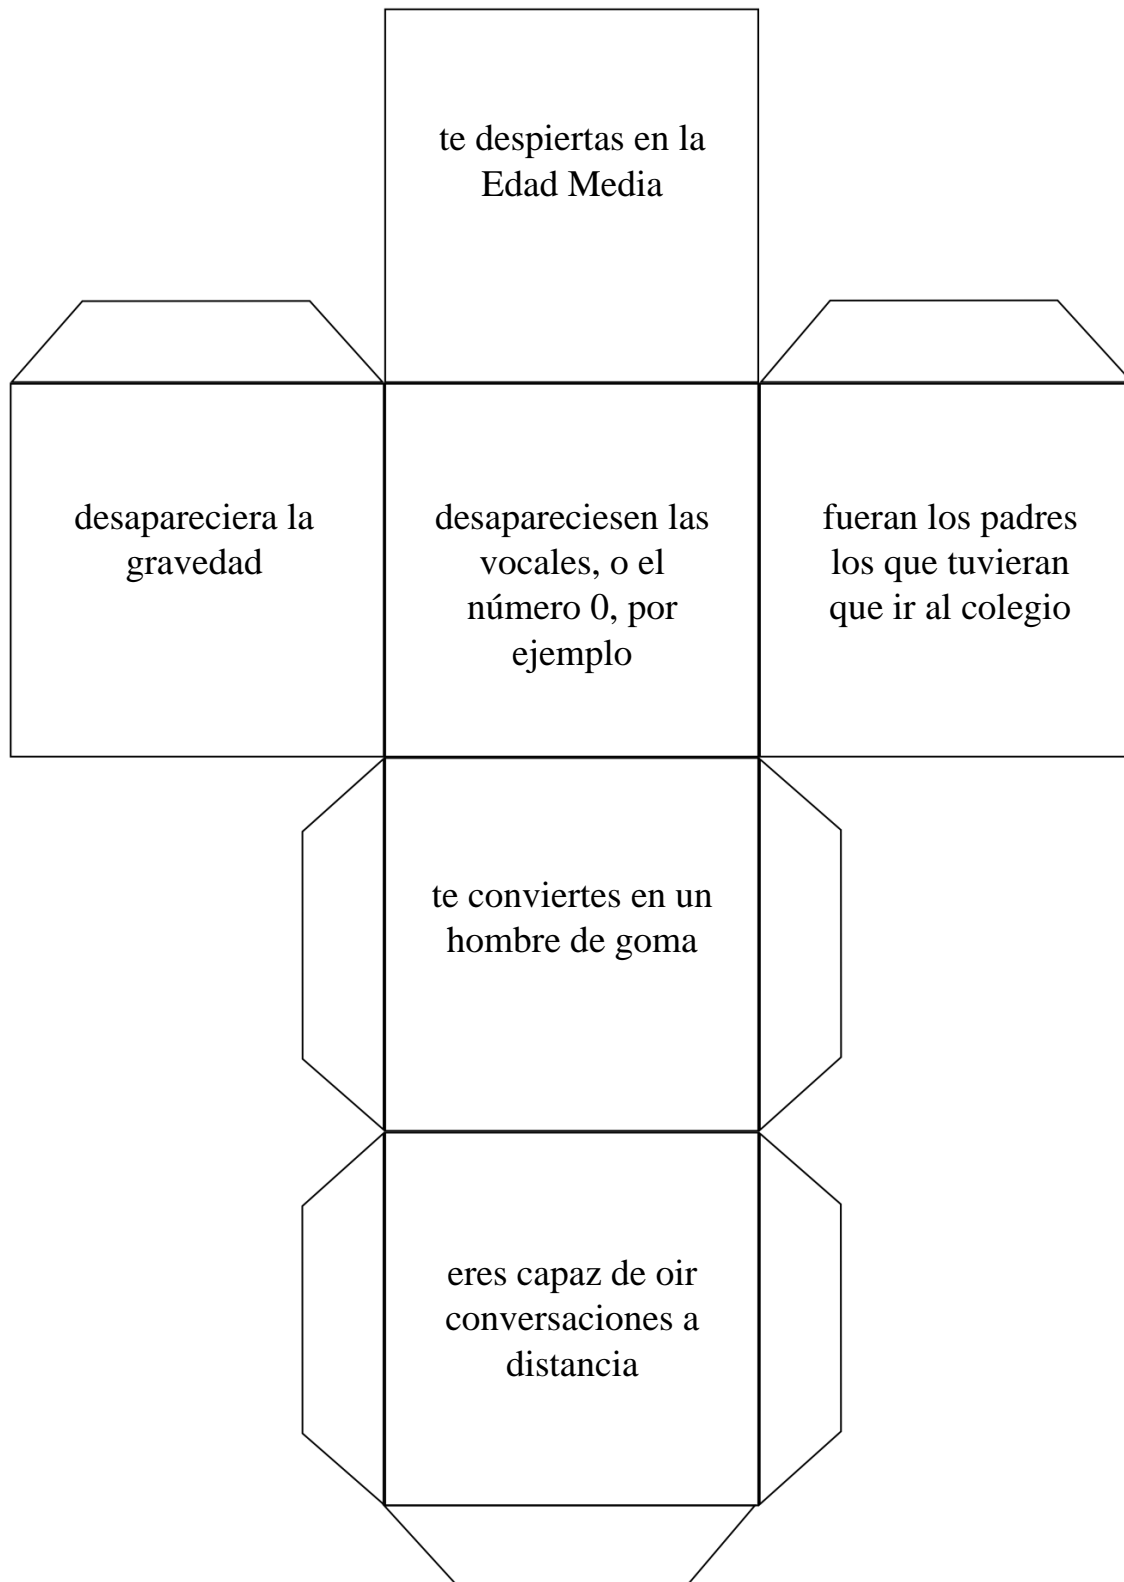 te despiertas en la
Edad Media
desapareciera la
gravedad
desapareciesen las
vocales, o el
número 0, por
ejemplo
fueran los padres
los que tuvieran
que ir al colegio
te conviertes en un
hombre de goma
eres capaz de oir
conversaciones a
distancia